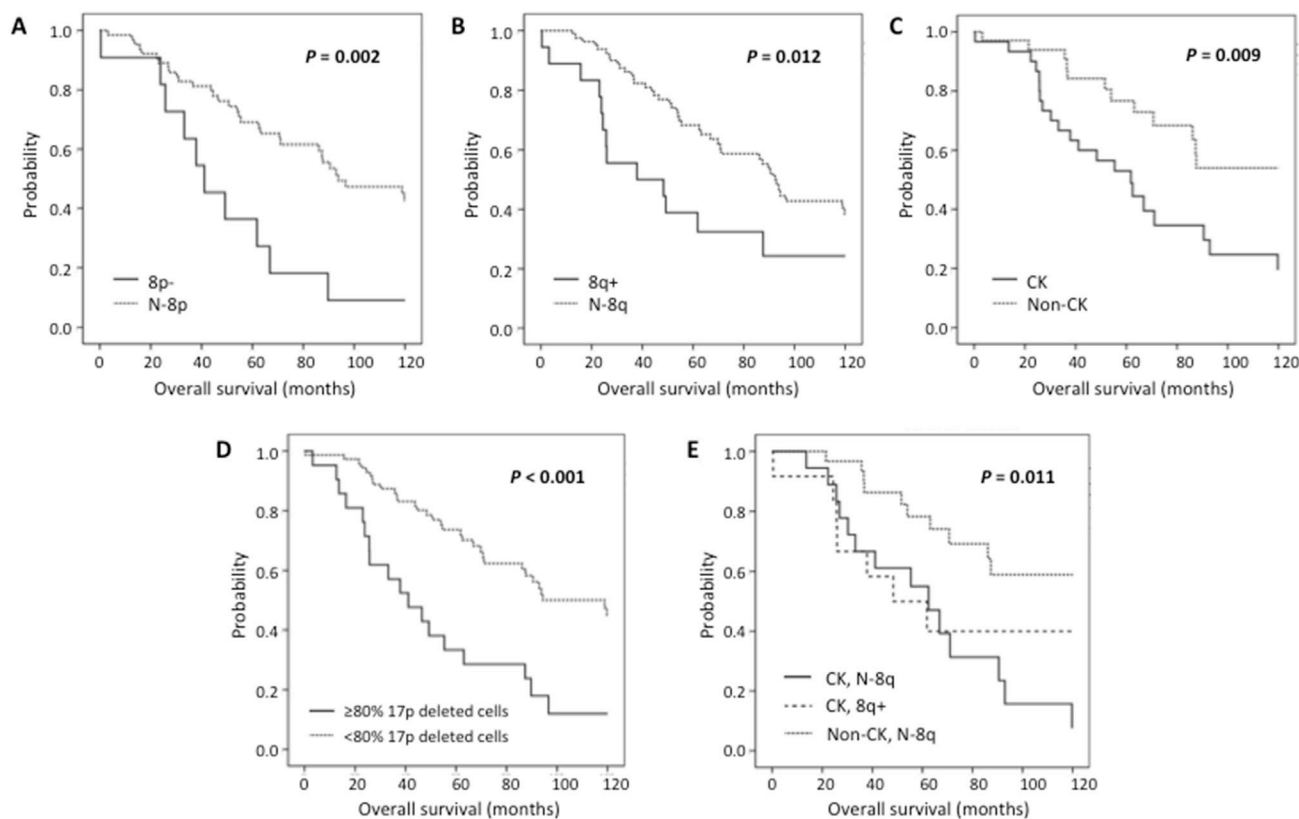 A
P = 0.002
1.0
0.8
0.6
0.4
0.2
0.0
Probability
8p-
N-8p
0 20 40 60 80 100 120
Overall survival (months)
B
P = 0.012
1.0
0.8
0.6
0.4
0.2
0.0
Probability
8q+
N-8q
0 20 40 60 80 100 120
Overall survival (months)
C
P = 0.009
1.0
0.8
0.6
0.4
0.2
0.0
Probability
CK
Non-CK
0 20 40 60 80 100 120
Overall survival (months)
D
P < 0.001
1.0
0.8
0.6
0.4
0.2
0.0
Probability
≥80% 17p deleted cells
<80% 17p deleted cells
0 20 40 60 80 100 120
Overall survival (months)
E
P = 0.011
1.0
0.8
0.6
0.4
0.2
0.0
Probability
CK, N-8q
CK, 8q+
Non-CK, N-8q
0 20 40 60 80 100 120
Overall survival (months)